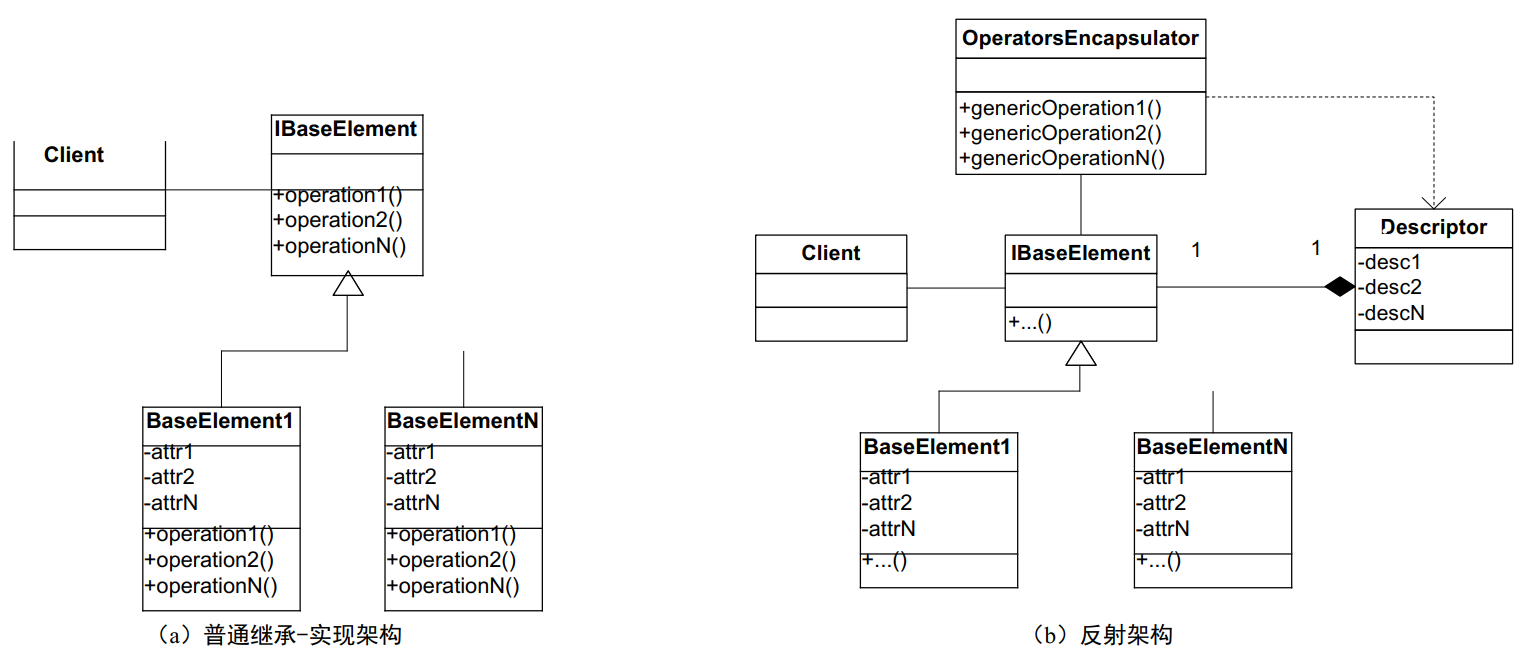 Client
IBaseElement
+operation1()
+operation2()
+operationN()
BaseElement1
-attr1
-attr2
-attrN
+operation1()
+operation2()
+operationN()
BaseElementN
-attr1
-attr2
-attrN
+operation1()
+operation2()
+operationN()
（a）普通继承-实现架构
OperatorsEncapsulator
+genericOperation1()
+genericOperation2()
+genericOperationN()
Client
IBaseElement
+...()
1
1
Descriptor
-desc1
-desc2
-descN
BaseElement1
-attr1
-attr2
-attrN
+...()
BaseElementN
-attr1
-attr2
-attrN
+...()
（b）反射架构